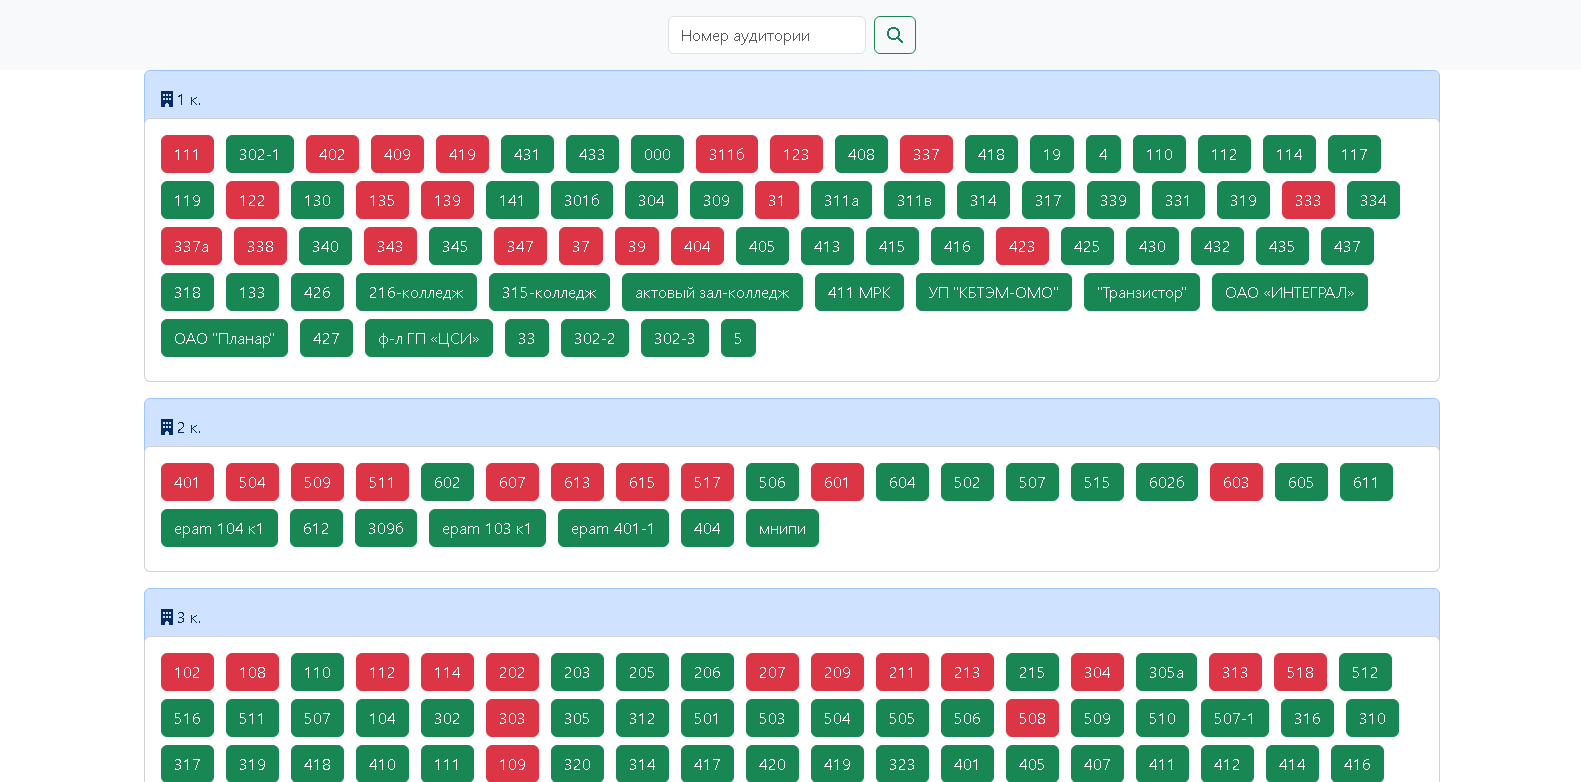 Номер аудитории
1 к.
111 302-1 402 409 419 431 433 000 311б 123 408 337 418 19 4 110 112 114 117
119 122 130 135 139 141 301б 304 309 31 311а 311в 314 317 339 331 319 333 334
337а 338 340 343 345 347 37 39 404 405 413 415 416 423 425 430 432 435 437
318 133 426 216-колледж 315-колледж актовый зал-колледж 411 МРК УП "КБТЭМ-ОМО" "Транзистор" ОАО «ИНТЕГРАЛ»
ОАО "Планар" 427 ф-л ГП «ЦСИ» 33 302-2 302-3 5
2 к.
401 504 509 511 602 607 613 615 517 506 601 604 502 507 515 602б 603 605 611
epam 104 к1 612 309б epam 103 к1 epam 401-1 404 мнипи
3 к.
102 108 110 112 114 202 203 205 206 207 209 211 213 215 304 305а 313 518 512
516 511 507 104 302 303 305 312 501 503 504 505 506 508 509 510 507-1 316 310
317 319 418 410 111 109 320 314 417 420 419 323 401 405 407 411 412 414 416